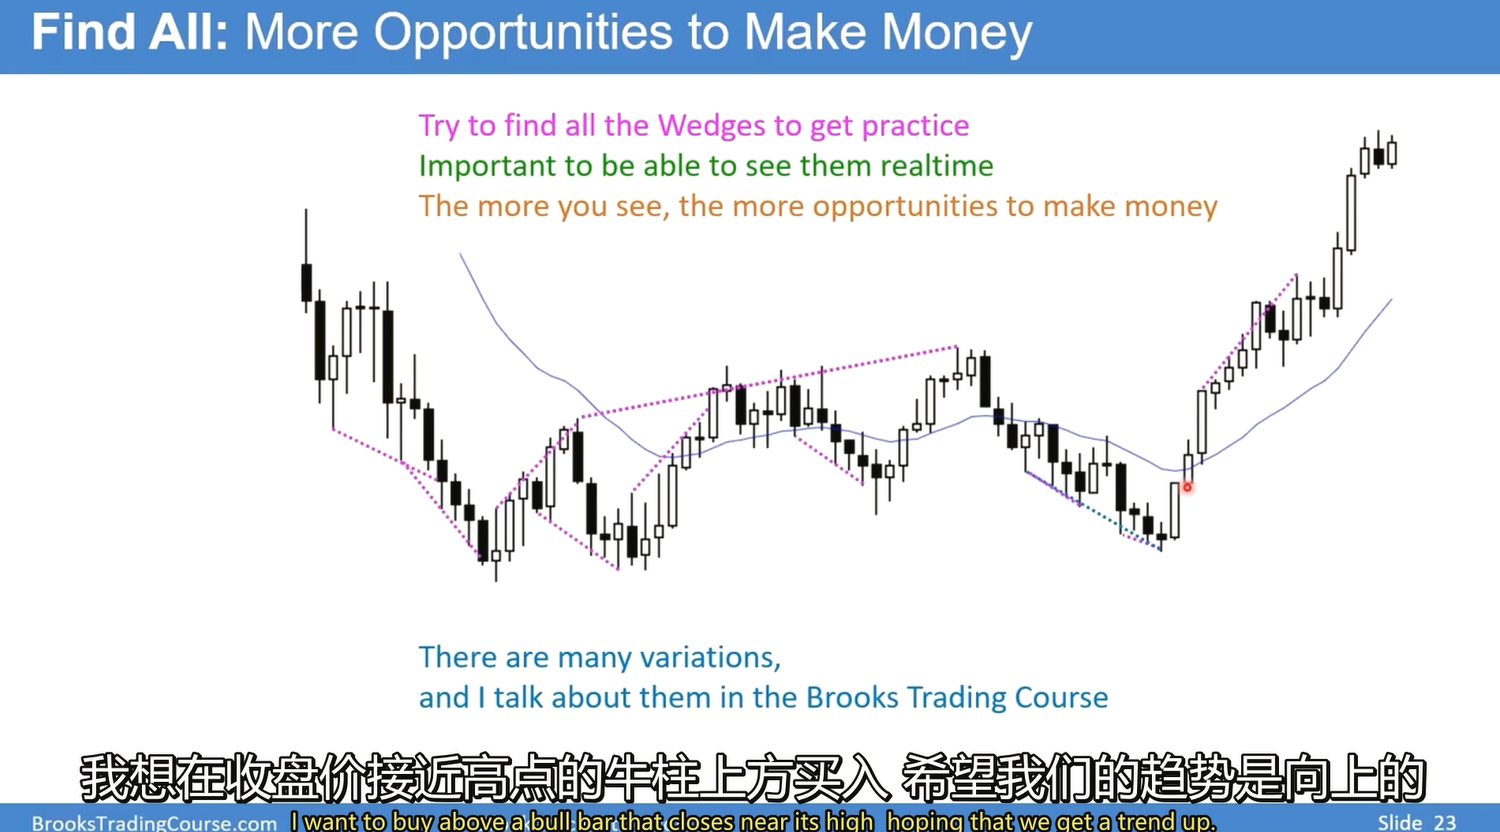 Find All: More Opportunities to Make Money
Try to find all the Wedges to get practice
Important to be able to see them realtime
The more you see, the more opportunities to make money
There are many variations,
and I talk about them in the Brooks Trading Course
我想在收盘价接近高点的牛柱上方买入 希望我们的趋势是向上的
BrooksTradingCourse.com
I want to buy above a bull bar that closes near its high hoping that we get a trend up.
Slide 23